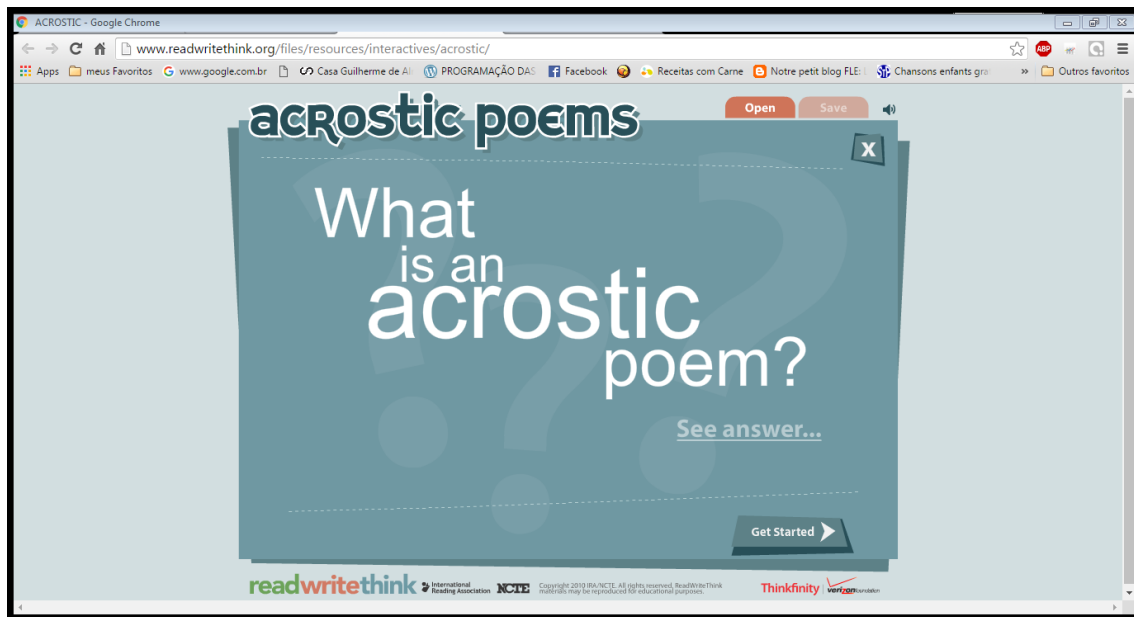 ACROSTIC - Google Chrome
www.readwritethink.org/files/resources/interactives/acrostic/
ABP
Apps meus Favoritos www.google.com.br Casa Guilherme de Al PROGRAMAÇÃO DAS Facebook Receitas com Carne Notre petit blog FLE: Chansons enfants gra » Outros favoritos
acrostic poems
Open Save
X
What
is an
acrostic
poem?
See answer...
Get Started
readwritethink International Reading Association NCTE Copyright 2010 IRA/NCTE. All rights reserved, ReadWriteThink
materials may be reproduced for educational purposes.
Thinkfinity verizon foundation